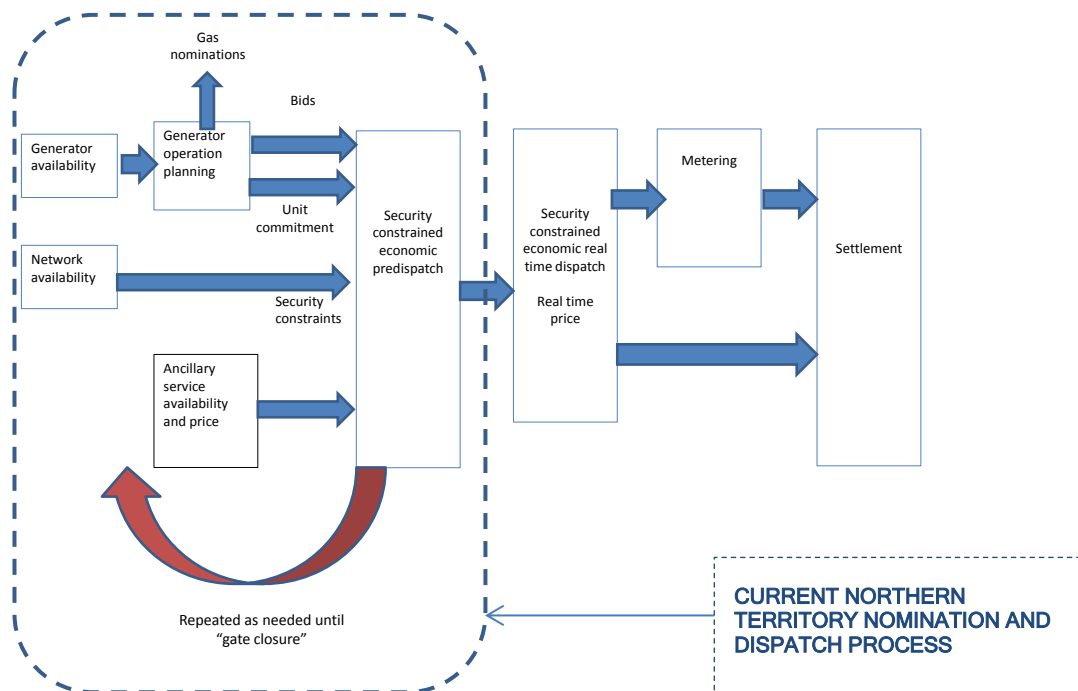 Gas
nominations
Bids
Generator
availability
Generator
operation
planning
Unit
commitment
Network
availability
Security
constraints
Ancillary
service
availability
and price
Security
constrained
economic
predispatch
Security
constrained
economic real
time dispatch
Real time
price
Metering
Settlement
Repeated as needed until
“gate closure”
CURRENT NORTHERN
TERRITORY NOMINATION AND
DISPATCH PROCESS